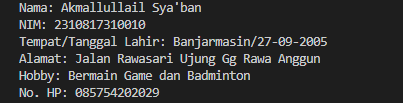 Nama: Akmallullail Sya'ban
NIM: 2310817310010
Tempat/Tanggal Lahir: Banjarmasin/27-09-2005
Alamat: Jalan Rawasari Ujung Gg Rawa Anggun
Hobby: Bermain Game dan Badminton
No. HP: 085754202029